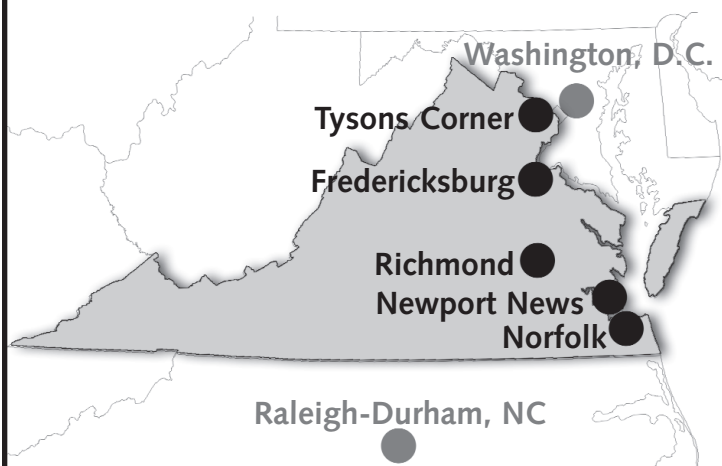 Washington, D.C.
Tysons Corner
Fredericksburg
Richmond
Newport News
Norfolk
Raleigh-Durham, NC